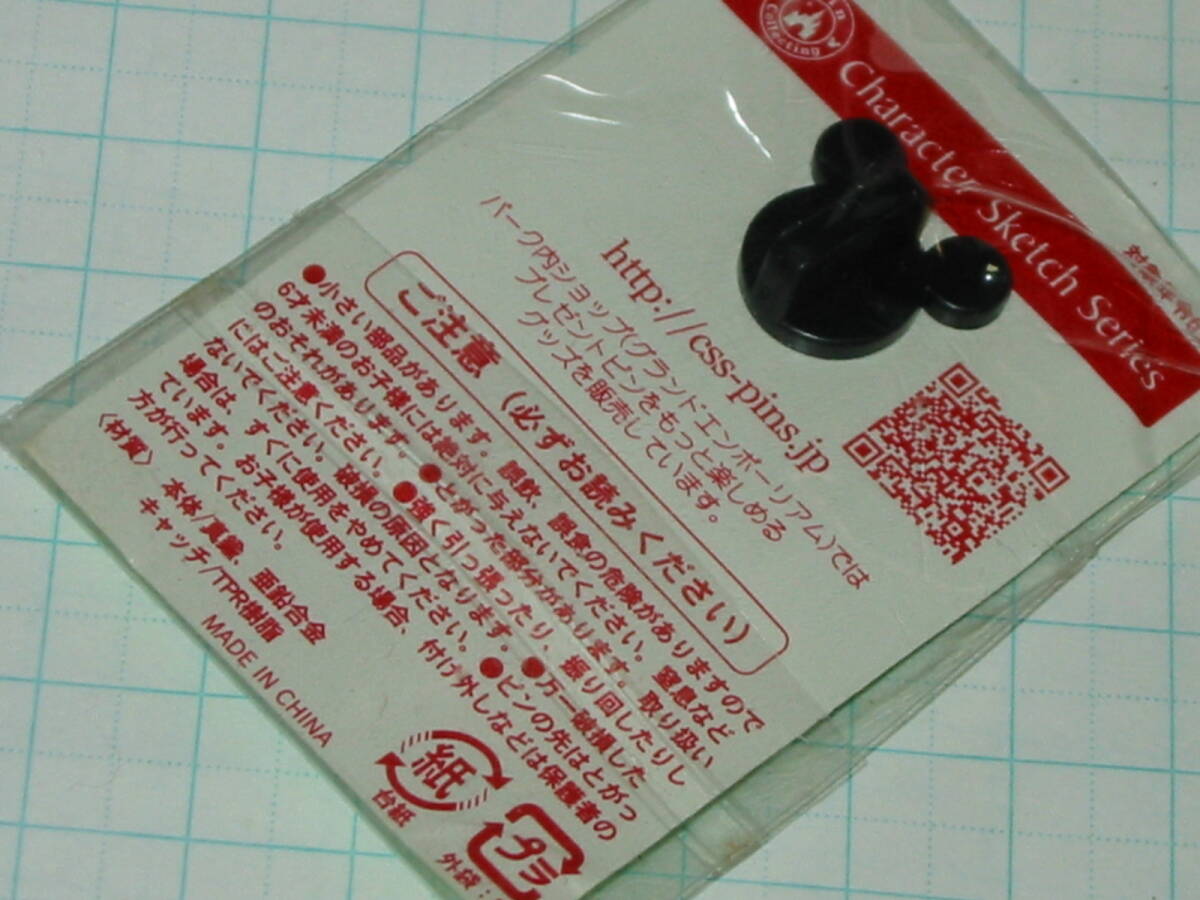 in
Collecting
Character Sketch Series
http://css-pins.jp
パーク内ショップ(グランドエンポーリアム)では
プレゼントピンをもっと楽しめる
グッズを販売しています。
ご注意 (必ずお読みください)
●小さい部品があります。誤飲、誤食の危険がありますので
6才未満のお子様には絶対に与えないでください。窒息など
のおそれがあります。 ●とがった部分があります。取り扱い
にはご注意ください。 ●強く引っ張ったり、振り回したりし
ないでください。破損の原因となります。 ●万一破損した
場合は、すぐに使用をやめてください。 ●ピンの先はとがっ
ています。お子様が使用する場合、付け外しなどは保護者の
方が行ってください。
〈材質〉 本体/真鍮、亜鉛合金
キャッチ/TPR樹脂
MADE IN CHINA
紙
台紙
プラ
外袋: